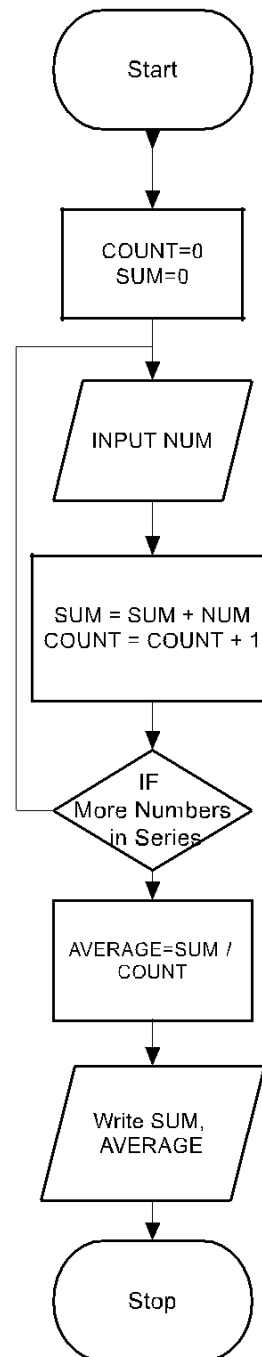 Start
COUNT=0
SUM=0
INPUT NUM
SUM = SUM + NUM
COUNT = COUNT + 1
IF
More Numbers
in Series
AVERAGE=SUM /
COUNT
Write SUM,
AVERAGE
Stop